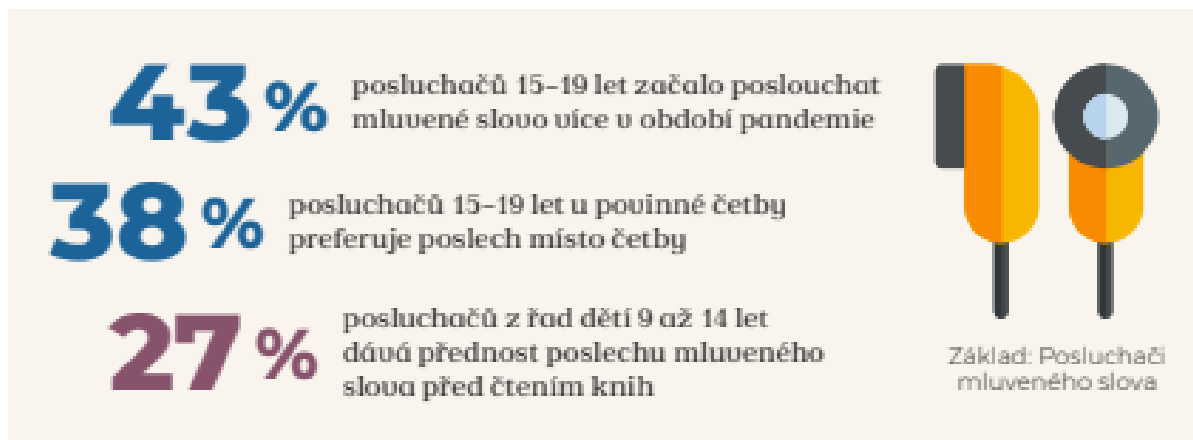 43 % posluchačů 15–19 let začalo poslouchat
mluvené slovo více v období pandemie
38 % posluchačů 15–19 let u povinné četby
preferuje poslech místo četby
27 % posluchačů z řad dětí 9 až 14 let
dává přednost poslechu mluveného
slova před čtením knih
Základ: Posluchači
mluveného slova